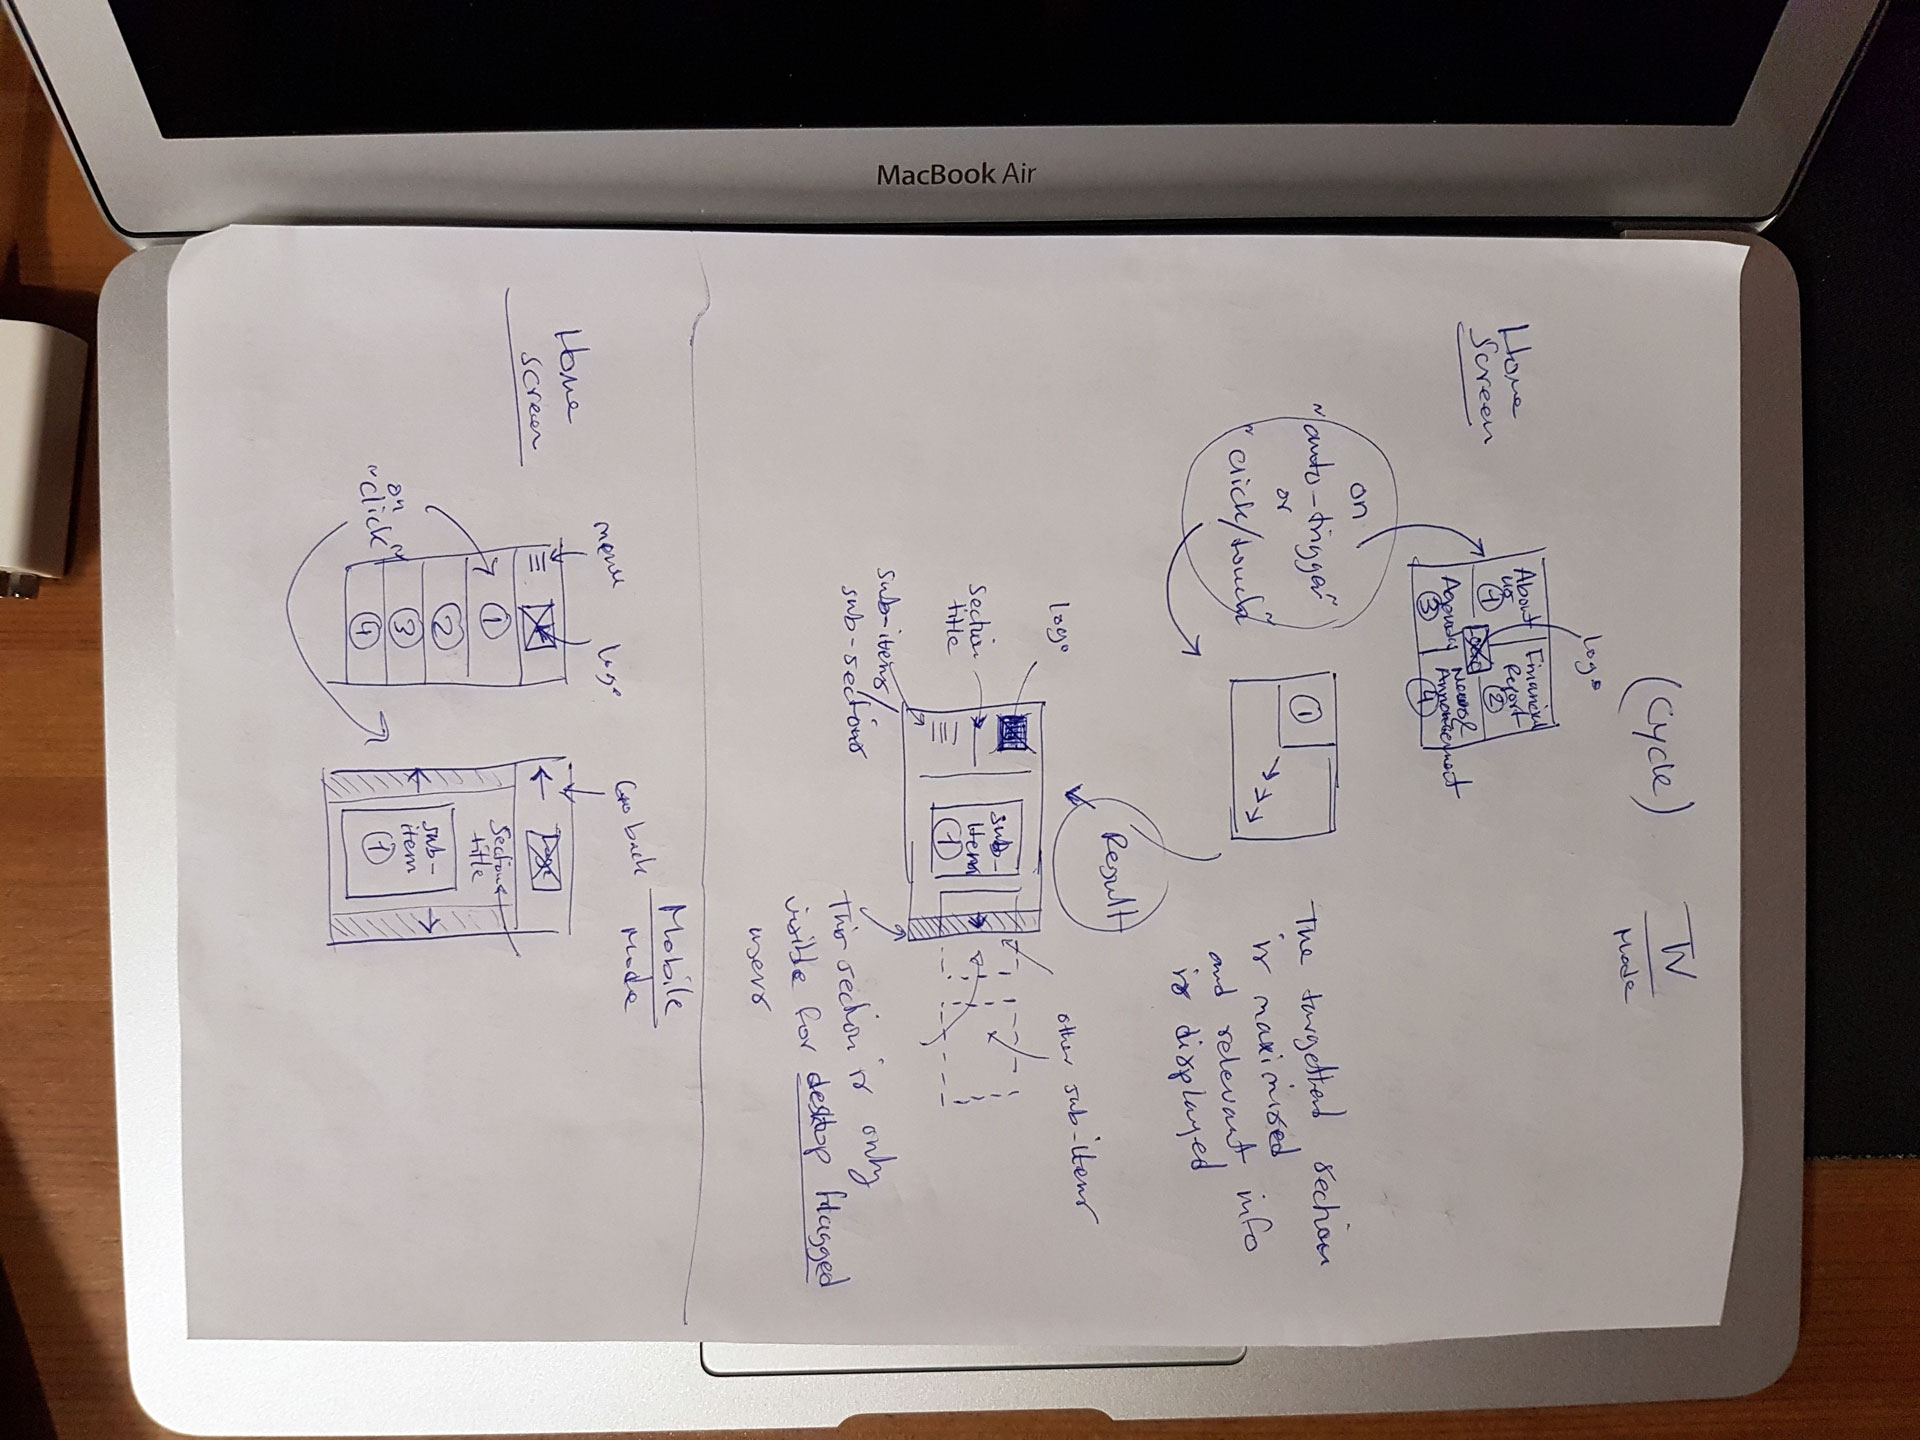 MacBook Air
(Cycle)
TV
Mode
Home
Screen
Logo
About
us
1
Financial
Report
2
3
News &
Announcement
4
on
"auto-trigger"
or
"click/touch"
1
The targetted section
is maximised
and relevant info
is displayed
Result
Logo
Section
title
sub-items/
sub-sections
sub-
item
1
other sub-items
This section is only
visible for desktop flagged
users
Mobile
Mode
Home
screen
menu
logo
on
"click"
1
2
3
4
Go back
Logo
Section
title
sub-
item
1